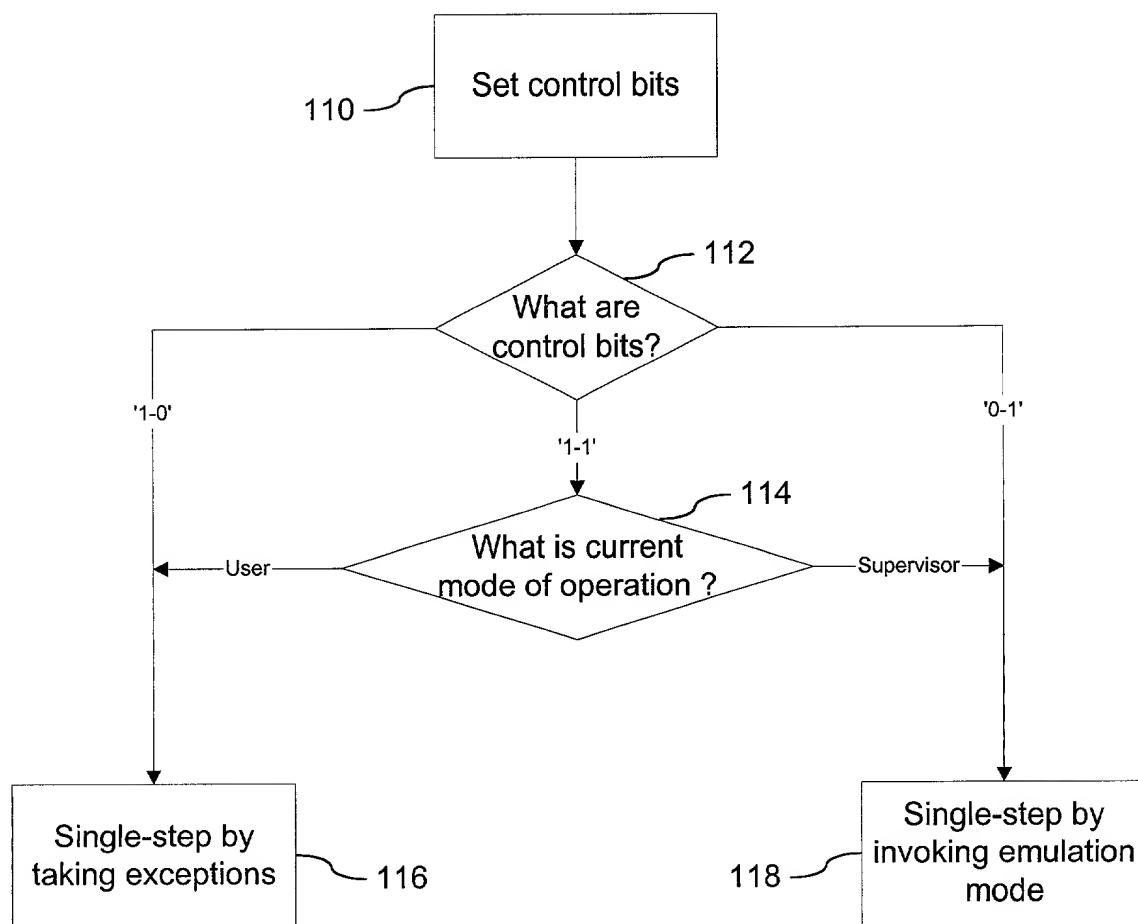 Set control bits
110
112
What are
control bits?
'1-0'
'1-1'
'0-1'
114
What is current
mode of operation ?
User
Supervisor
Single-step by
taking exceptions
116
Single-step by
invoking emulation
mode
118